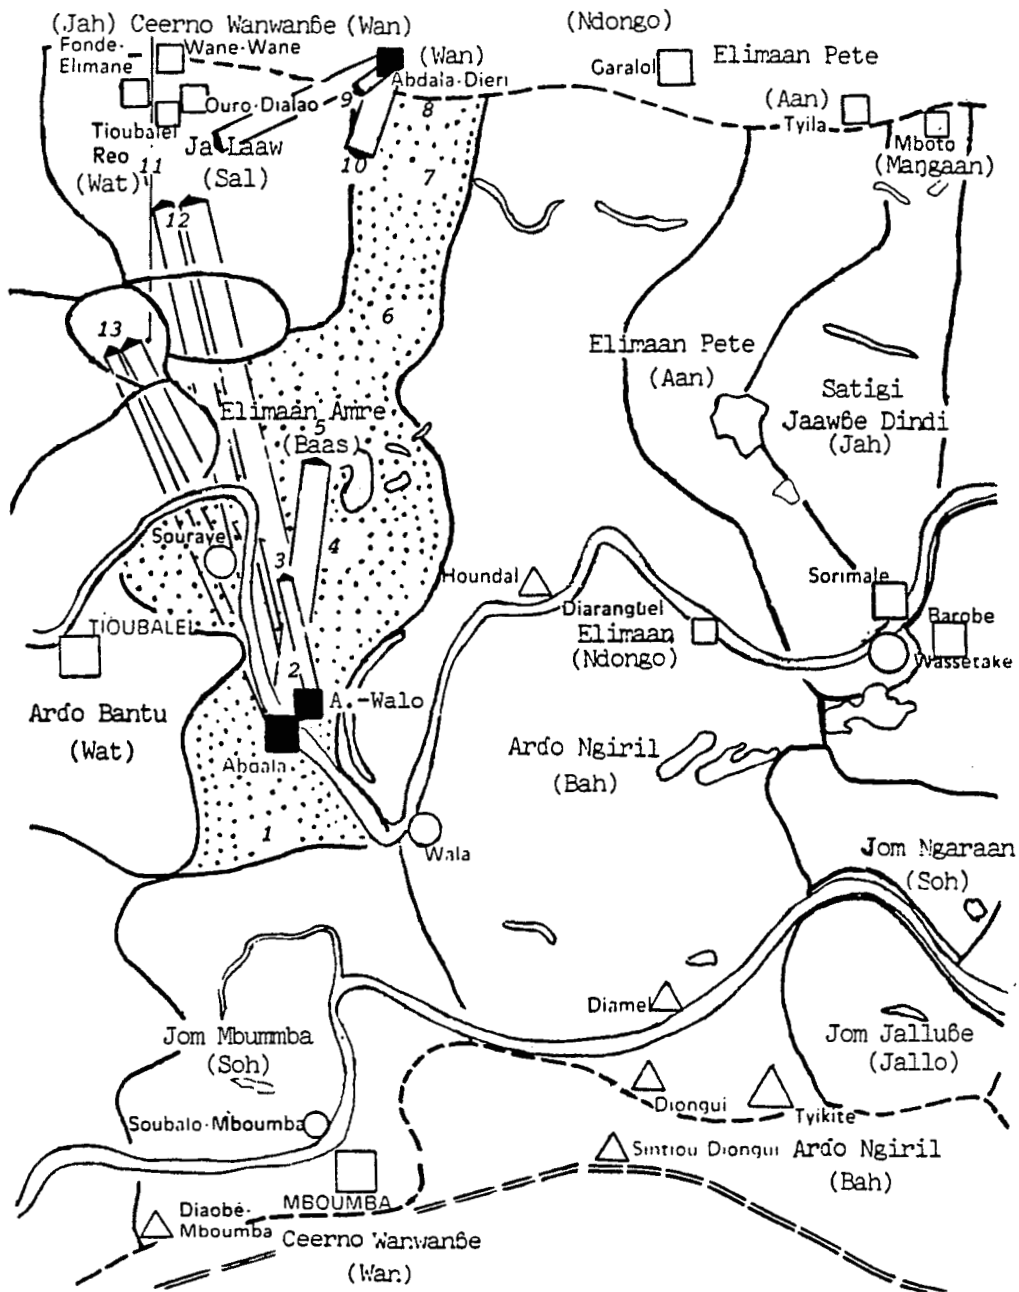 (Jah) Ceerno Wanwanɓe (Wan)
(Ndongo)
Fonde-
Elimane
Wane-Wane
(Wan)
Abdala-Dieri
Garalol
Elimaan Pete
(Aan)
Tyila
Mboto
(Maŋgaan)
Ouro-Dialao
Tioubalel
Reo
(Wat)
Ja Laaw
(Sal)
9
10
8
7
11
12
6
13
Elimaan Pete
(Aan)
Satigi
Jaawɓe Dindi
(Jah)
Elimaan Amre
5
(Baas)
4
3
Souraye
Houndal
Sorimale
Diaranguel
Elimaan
(Ndongo)
Barobe
Wassetake
TIOUBALEL
2
A.-Walo
Arɗo Bantu
(Wat)
Abdala
Arɗo Ngiril
(Bah)
1
Wala
Jom Ngaraan
(Soh)
Diamel
Jom Mbummba
(Soh)
Jom Jalluɓe
(Jallo)
Diongui
Tyikite
Soubalo-Mboumba
Sintiou Diongui
Arɗo Ngiril
(Bah)
MBOUMBA
Diaobé-
Mboumba
Ceerno Wanwanɓe
(Wan)